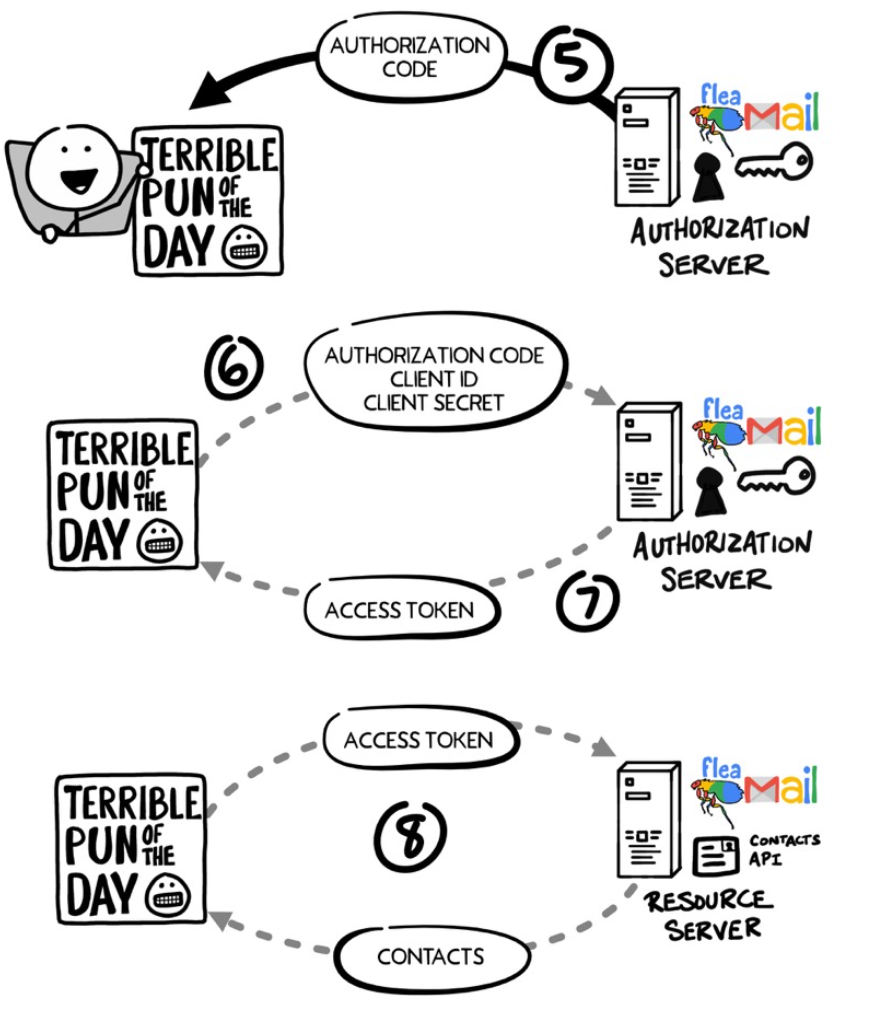 AUTHORIZATION
CODE
5
flea
Mail
TERRIBLE
PUN OF THE
DAY
AUTHORIZATION
SERVER
6
AUTHORIZATION CODE
CLIENT ID
CLIENT SECRET
flea
Mail
TERRIBLE
PUN OF THE
DAY
AUTHORIZATION
SERVER
ACCESS TOKEN
7
ACCESS TOKEN
flea
Mail
TERRIBLE
PUN OF THE
DAY
8
CONTACTS
API
RESOURCE
SERVER
CONTACTS